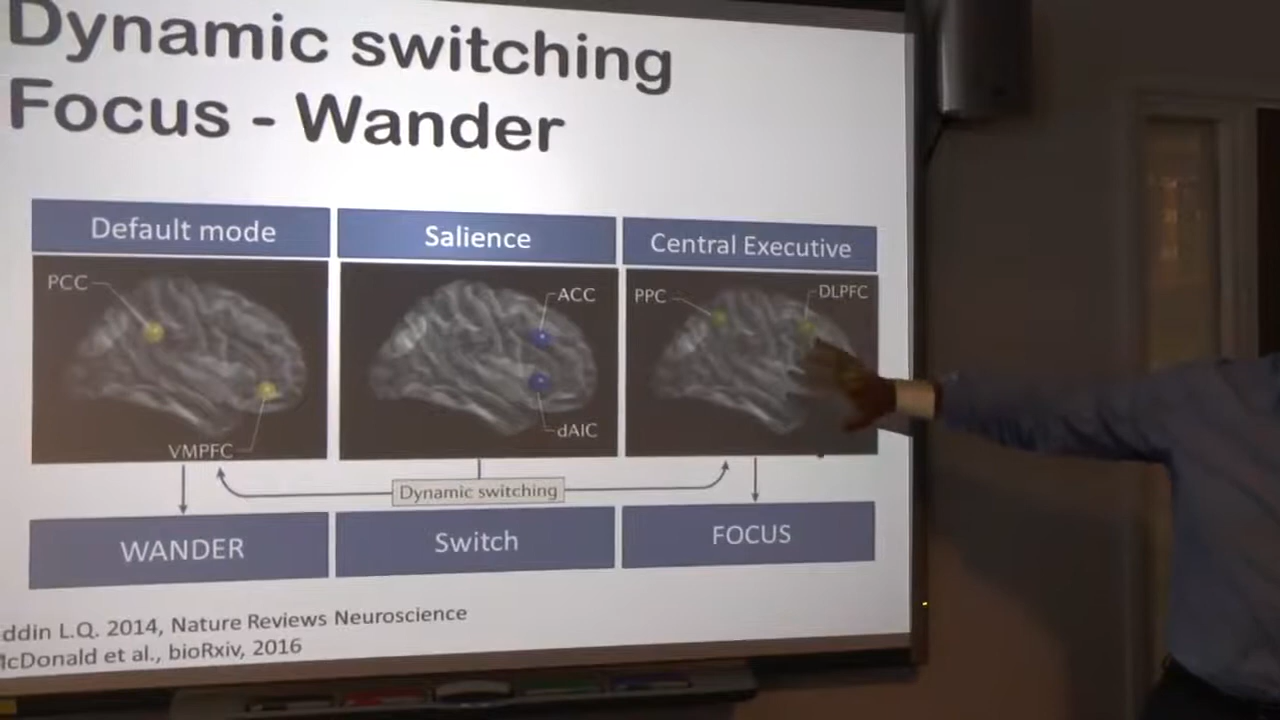 Dynamic switching
Focus - Wander
Default mode
Salience
Central Executive
PCC
VMPFC
ACC
dAIC
PPC
DLPFC
Dynamic switching
WANDER
Switch
FOCUS
ddin L.Q. 2014, Nature Reviews Neuroscience
McDonald et al., bioRxiv, 2016